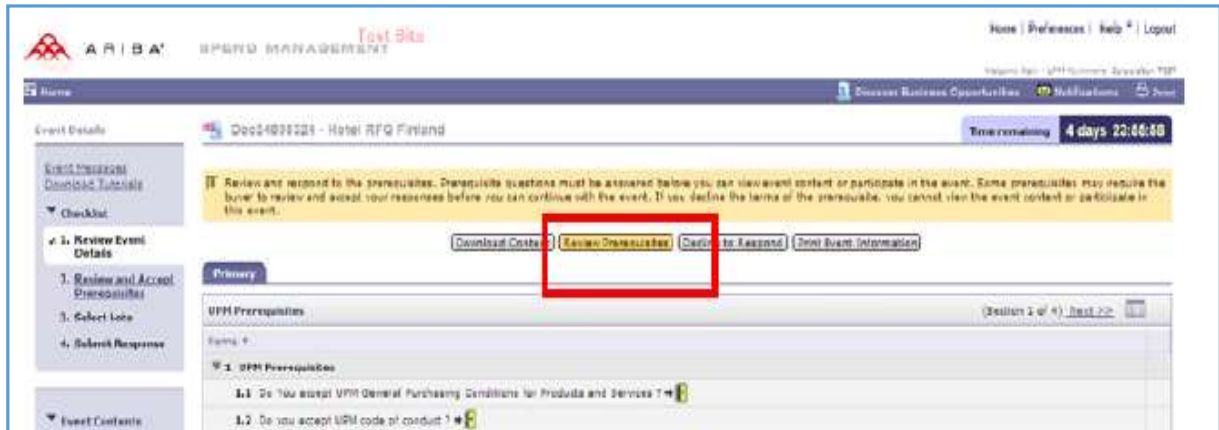 Test Site
ARIBA SPEND MANAGEMENT
Home | Preferences | Help | Logout
Home
Discover Business Opportunities Notifications Print
Event Details
Doc54898328 - Hotel RFQ Finland
Time remaining 4 days 23:
Event Messages
Download Tutorials
Review and respond to the prerequisites. Prerequisite questions must be answered before you can view event content or participate in the event. Some prerequisites may require the
buyer to review and accept your responses before you can continue with the event. If you decline the terms of the prerequisite, you cannot view the event content or participate in
this event.
▼ Checklist
Download Content Review Prerequisites Decline to Respond Print Event Information
✓ 1. Review Event
Details
2. Review and Accept
Prerequisites
Primary
UPM Prerequisites (Section 1 of 4) Next >>
3. Select Lots
4. Submit Response
▼ 1 UPM Prerequisites
1.1 Do You accept UPM General Purchasing Conditions for Products and Services ?
1.2 Do you accept UPM code of conduct ?
▼ Event Contents